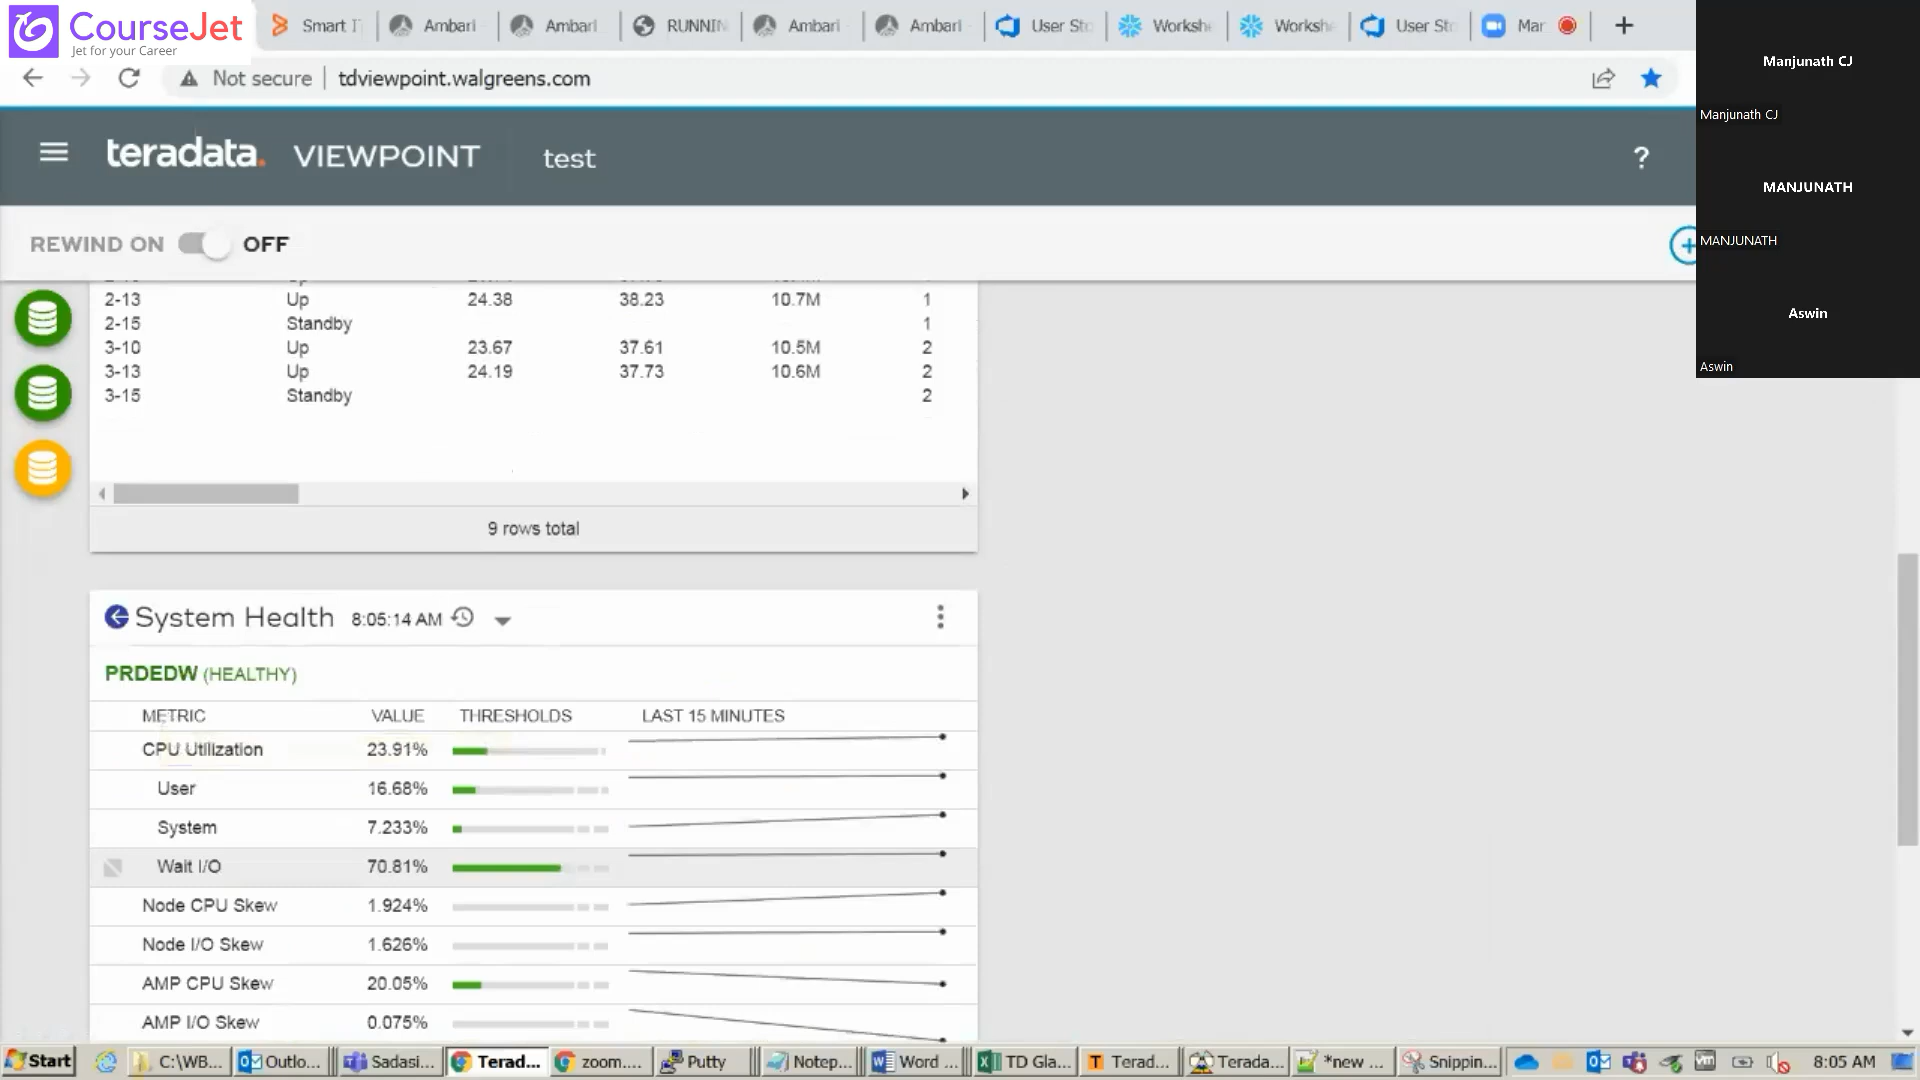 CourseJet
Jet for your Career
Smart I
Ambari
Ambari
RUNNIN
Ambari
Ambari
User Sto
Workshe
Workshe
User Sto
Mar
Not secure
tdviewpoint.walgreens.com
teradata. VIEWPOINT
test
?
REWIND ON
OFF
2-13 Up 24.38 38.23 10.7M 1
2-15 Standby 1
3-10 Up 23.67 37.61 10.5M 2
3-13 Up 24.19 37.73 10.6M 2
3-15 Standby 2
9 rows total
System Health 8:05:14 AM
PRDEDW (HEALTHY)
METRIC VALUE THRESHOLDS LAST 15 MINUTES
CPU Utilization 23.91%
User 16.68%
System 7.233%
Wait I/O 70.81%
Node CPU Skew 1.924%
Node I/O Skew 1.626%
AMP CPU Skew 20.05%
AMP I/O Skew 0.075%
Manjunath CJ
Manjunath CJ
MANJUNATH
MANJUNATH
Aswin
Aswin
Start
C:\WB...
Outlo...
Sadasi...
Terad...
zoom....
Putty
Notep...
Word ...
TD Gla...
Terad...
Terada...
*new ...
Snippin...
8:05 AM